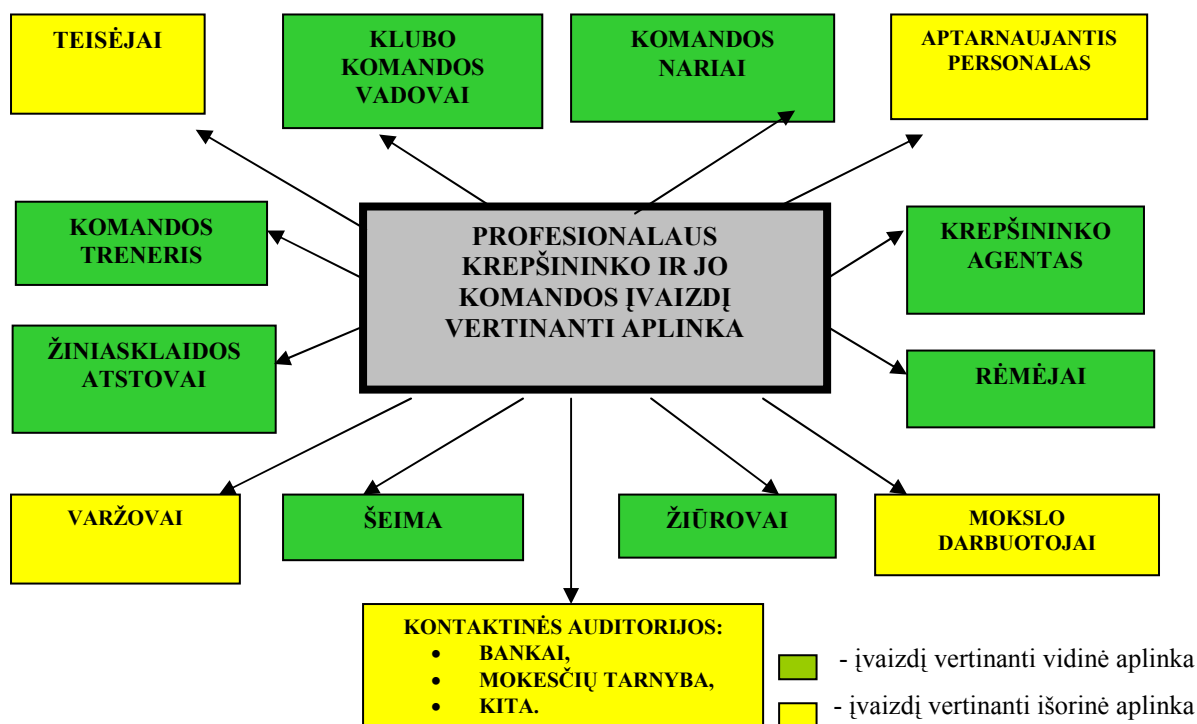 TEISĖJAI
KLUBO
KOMANDOS
VADOVAI
KOMANDOS
NARIAI
APTARNAUJANTIS
PERSONALAS
KOMANDOS
TRENERIS
PROFESIONALAUS
KREPŠININKO IR JO
KOMANDOS ĮVAIZDĮ
VERTINANTI APLINKA
KREPŠININKO
AGENTAS
ŽINIASKLAIDOS
ATSTOVAI
RĖMĖJAI
VARŽOVAI
ŠEIMA
ŽIŪROVAI
MOKSLO
DARBUOTOJAI
KONTAKTINĖS AUDITORIJOS:
• BANKAI,
• MOKESČIŲ TARNYBA,
• KITA.
- įvaizdį vertinanti vidinė aplinka
- įvaizdį vertinanti išorinė aplinka